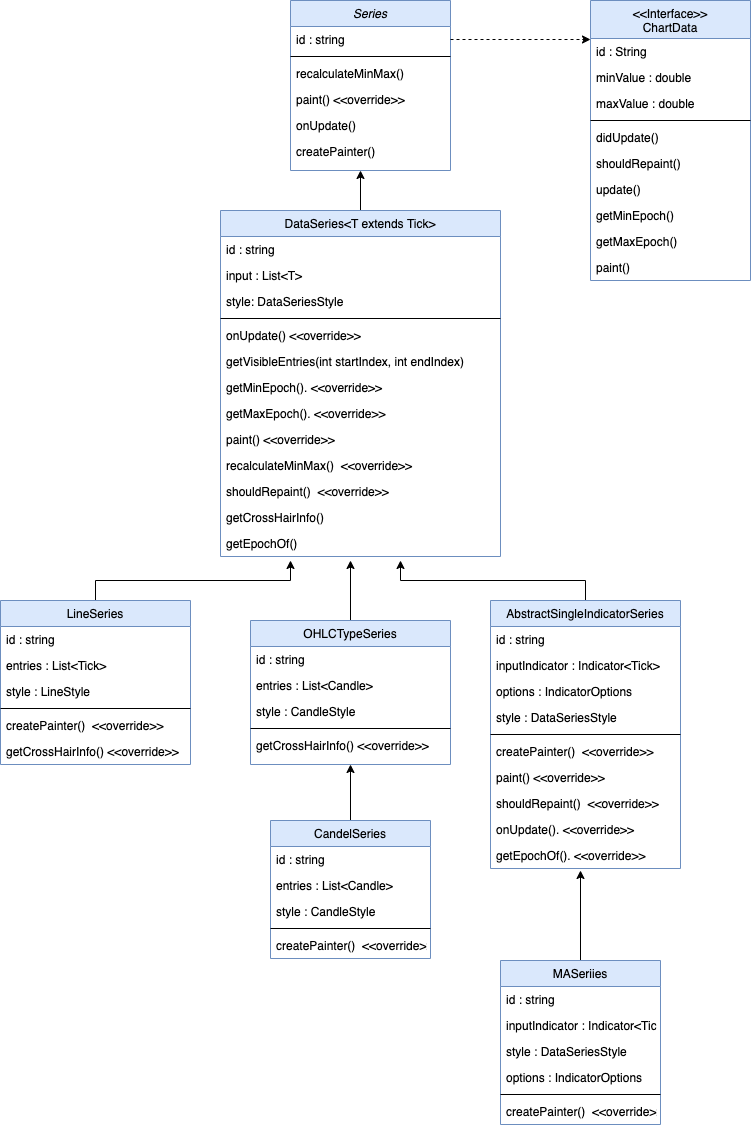 Series
id : string
recalculateMinMax()
paint() <<override>>
onUpdate()
createPainter()
<<Interface>>
ChartData
id : String
minValue : double
maxValue : double
didUpdate()
shouldRepaint()
update()
getMinEpoch()
getMaxEpoch()
paint()
DataSeries<T extends Tick>
id : string
input : List<T>
style: DataSeriesStyle
onUpdate() <<override>>
getVisibleEntries(int startIndex, int endIndex)
getMinEpoch(). <<override>>
getMaxEpoch(). <<override>>
paint() <<override>>
recalculateMinMax() <<override>>
shouldRepaint() <<override>>
getCrossHairInfo()
getEpochOf()
LineSeries
id : string
entries : List<Tick>
style : LineStyle
createPainter() <<override>>
getCrossHairInfo() <<override>>
OHLCTypeSeries
id : string
entries : List<Candle>
style : CandleStyle
getCrossHairInfo() <<override>>
AbstractSingleIndicatorSeries
id : string
inputIndicator : Indicator<Tick>
options : IndicatorOptions
style : DataSeriesStyle
createPainter() <<override>>
paint() <<override>>
shouldRepaint() <<override>>
onUpdate(). <<override>>
getEpochOf(). <<override>>
CandelSeries
id : string
entries : List<Candle>
style : CandleStyle
createPainter() <<override>
MASeriies
id : string
inputIndicator : Indicator<Tic
style : DataSeriesStyle
options : IndicatorOptions
createPainter() <<override>